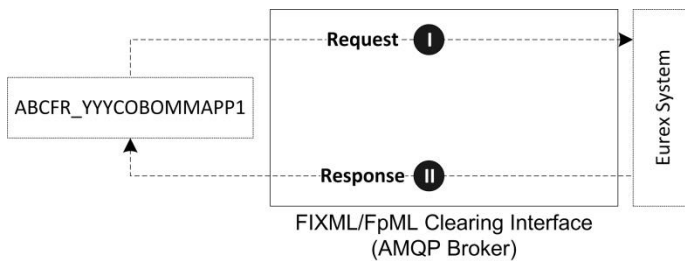 Request I
ABCFR_YYYCOBOMMAPP1
Eurex System
Response II
FIXML/FpML Clearing Interface
(AMQP Broker)